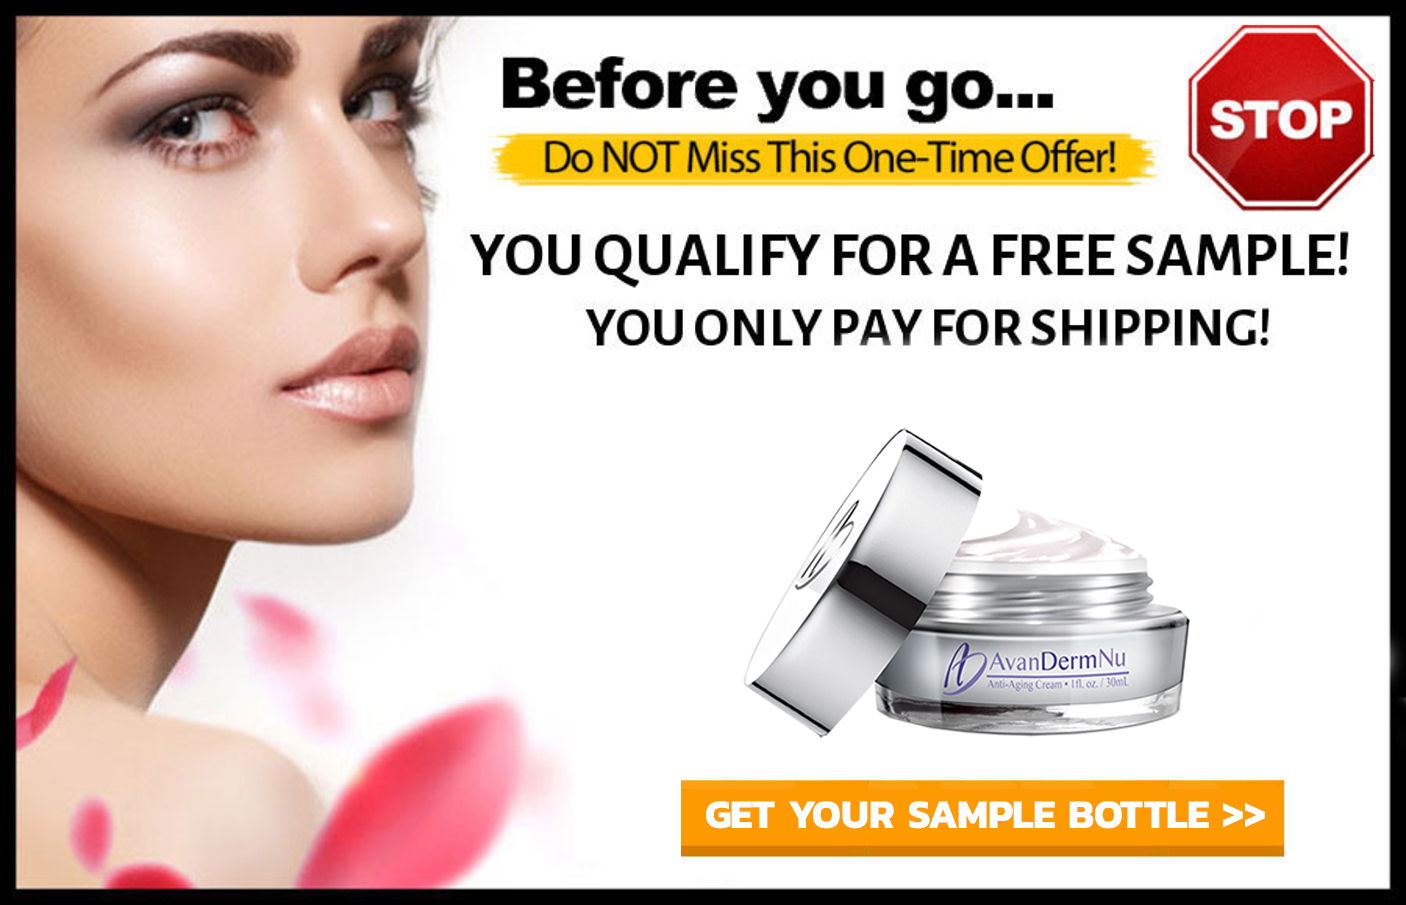 Before you go...
STOP
Do NOT Miss This One-Time Offer!
YOU QUALIFY FOR A FREE SAMPLE!
YOU ONLY PAY FOR SHIPPING!
AvanDermNu
Anti-Aging Cream • 1fl. oz. / 30mL
GET YOUR SAMPLE BOTTLE >>